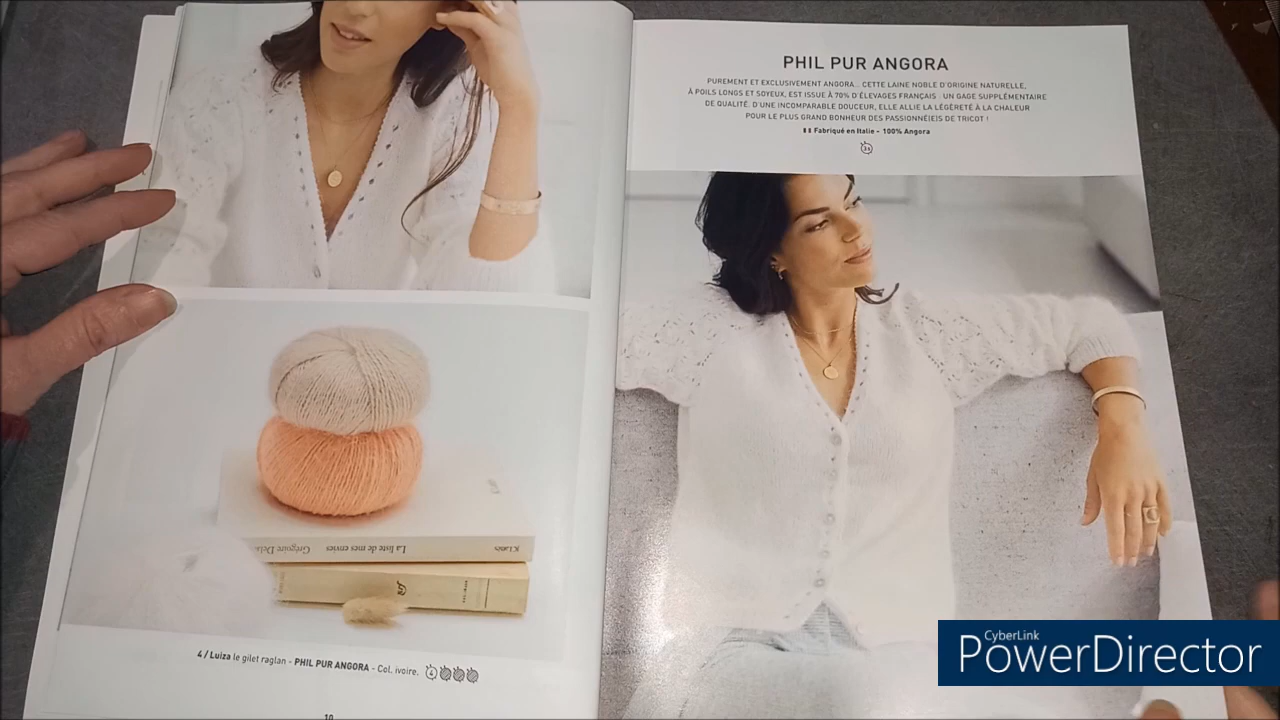 PHIL PUR ANGORA
PUREMENT ET EXCLUSIVEMENT ANGORA... CETTE LAINE NOBLE D'ORIGINE NATURELLE,
À POILS LONGS ET SOYEUX, EST ISSUE À 70% D'ÉLEVAGES FRANÇAIS : UN GAGE SUPPLÉMENTAIRE
DE QUALITÉ. D'UNE INCOMPARABLE DOUCEUR, ELLE ALLIE LA LÉGÈRETÉ À LA CHALEUR
POUR LE PLUS GRAND BONHEUR DES PASSIONNÉ(E)S DE TRICOT !
Fabriqué en Italie - 100% Angora
La liste de mes envies
Grégoire
4 / Luiza le gilet raglan - PHIL PUR ANGORA - Col. ivoire. 4
10
CyberLink
PowerDirector